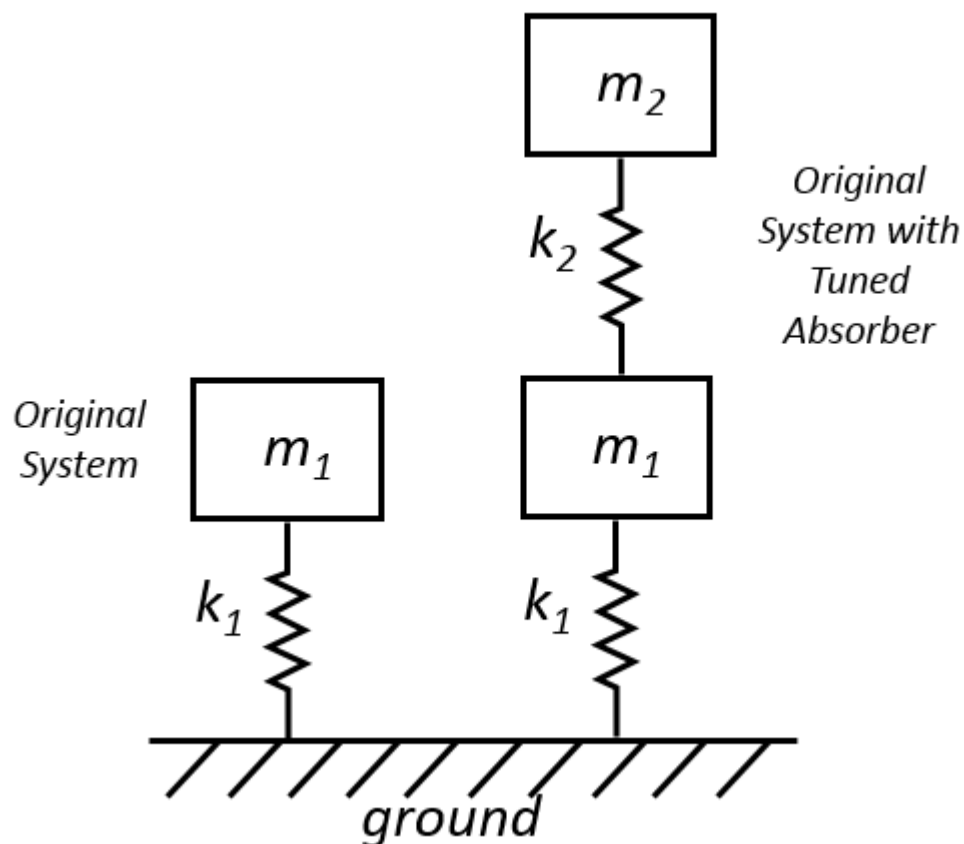 m2
Original
System with
Tuned
Absorber
k2
Original
System
m1
m1
k1
k1
ground